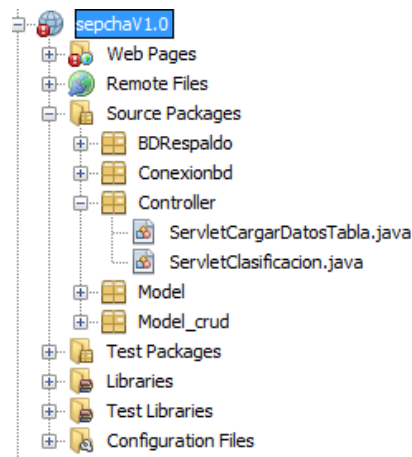 sepchaV1.0
Web Pages
Remote Files
Source Packages
BDRespaldo
Conexionbd
Controller
ServletCargarDatosTabla.java
ServletClasificacion.java
Model
Model_crud
Test Packages
Libraries
Test Libraries
Configuration Files